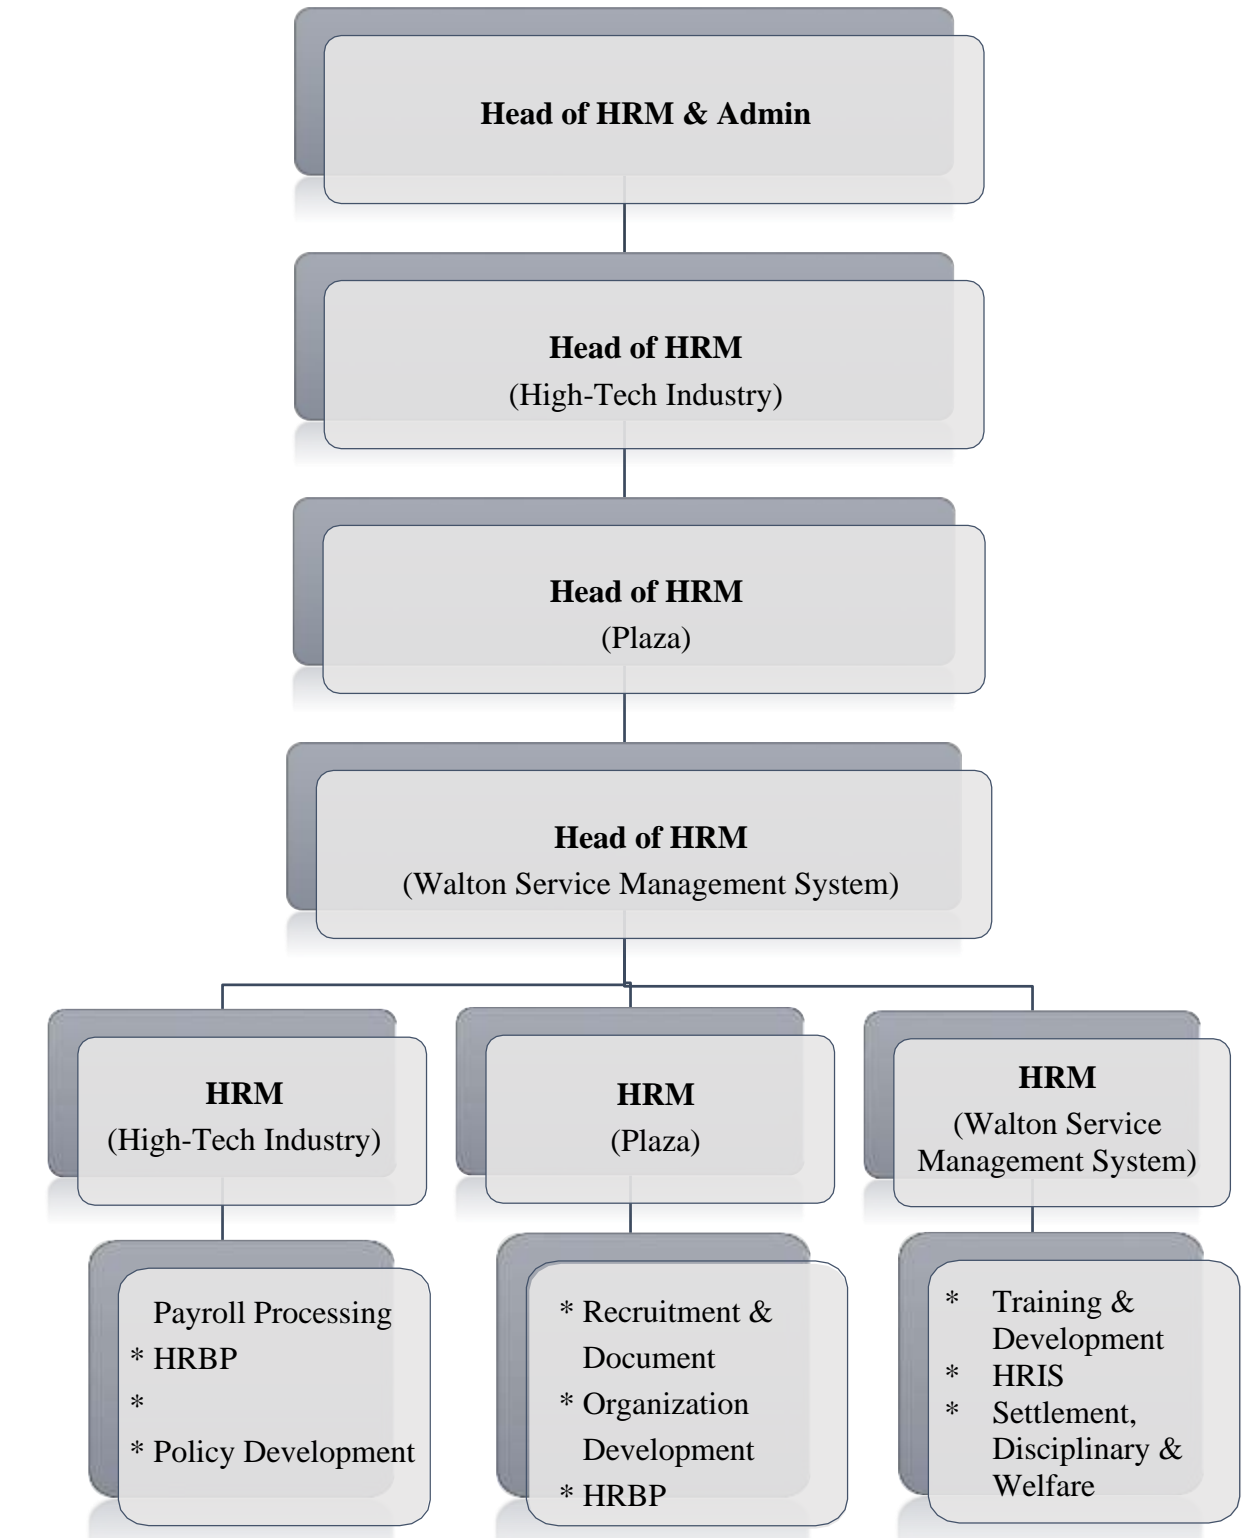 Head of HRM & Admin
Head of HRM
(High-Tech Industry)
Head of HRM
(Plaza)
Head of HRM
(Walton Service Management System)
HRM
(High-Tech Industry)
HRM
(Plaza)
HRM
(Walton Service
Management System)
Payroll Processing
* HRBP
*
* Policy Development
* Recruitment &
Document
* Organization
Development
* HRBP
* Training &
Development
* HRIS
* Settlement,
Disciplinary &
Welfare